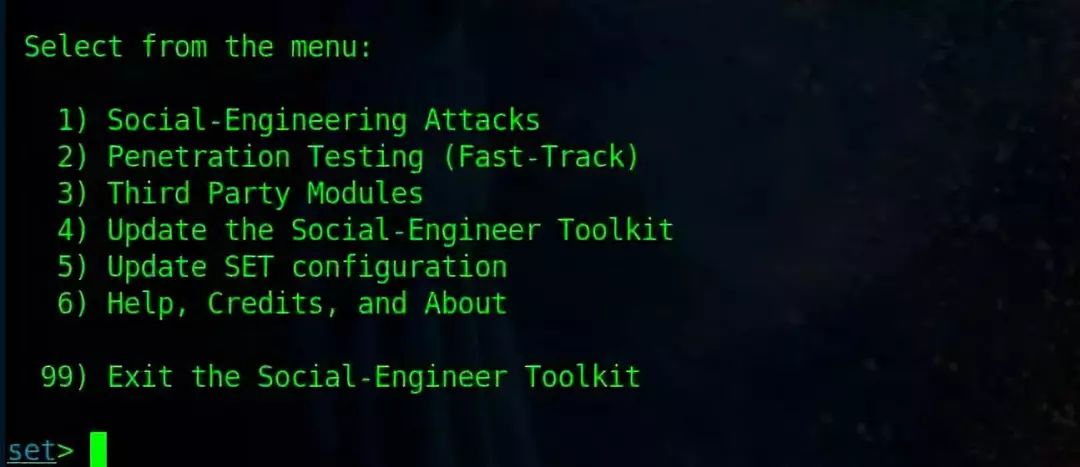 Select from the menu:
1) Social-Engineering Attacks
2) Penetration Testing (Fast-Track)
3) Third Party Modules
4) Update the Social-Engineer Toolkit
5) Update SET configuration
6) Help, Credits, and About
99) Exit the Social-Engineer Toolkit
set>